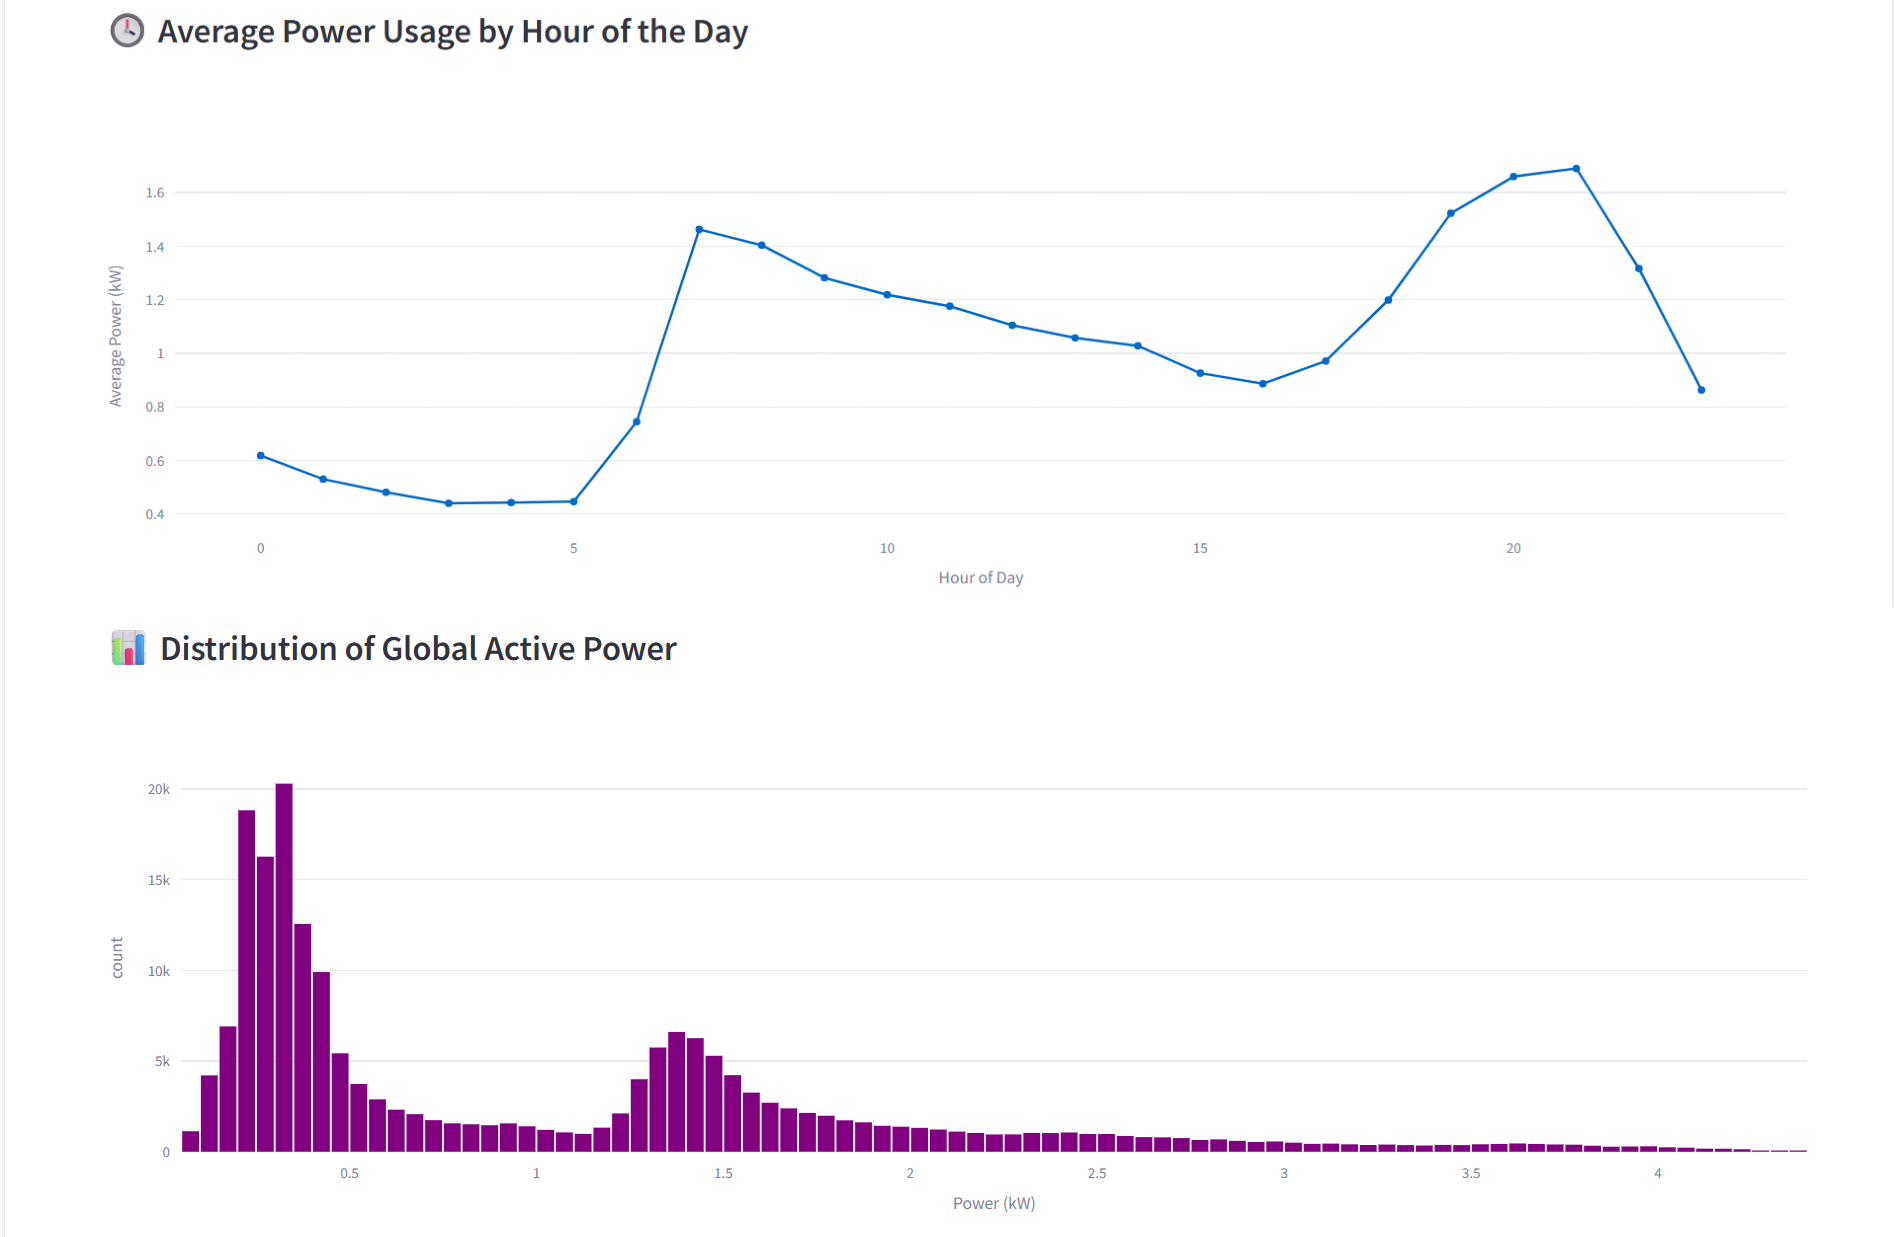 Average Power Usage by Hour of the Day
1.6
1.4
1.2
1
0.8
0.6
0.4
Average Power (kW)
0 5 10 15 20
Hour of Day
Distribution of Global Active Power
20k
15k
10k
5k
0
count
0.5 1 1.5 2 2.5 3 3.5 4
Power (kW)